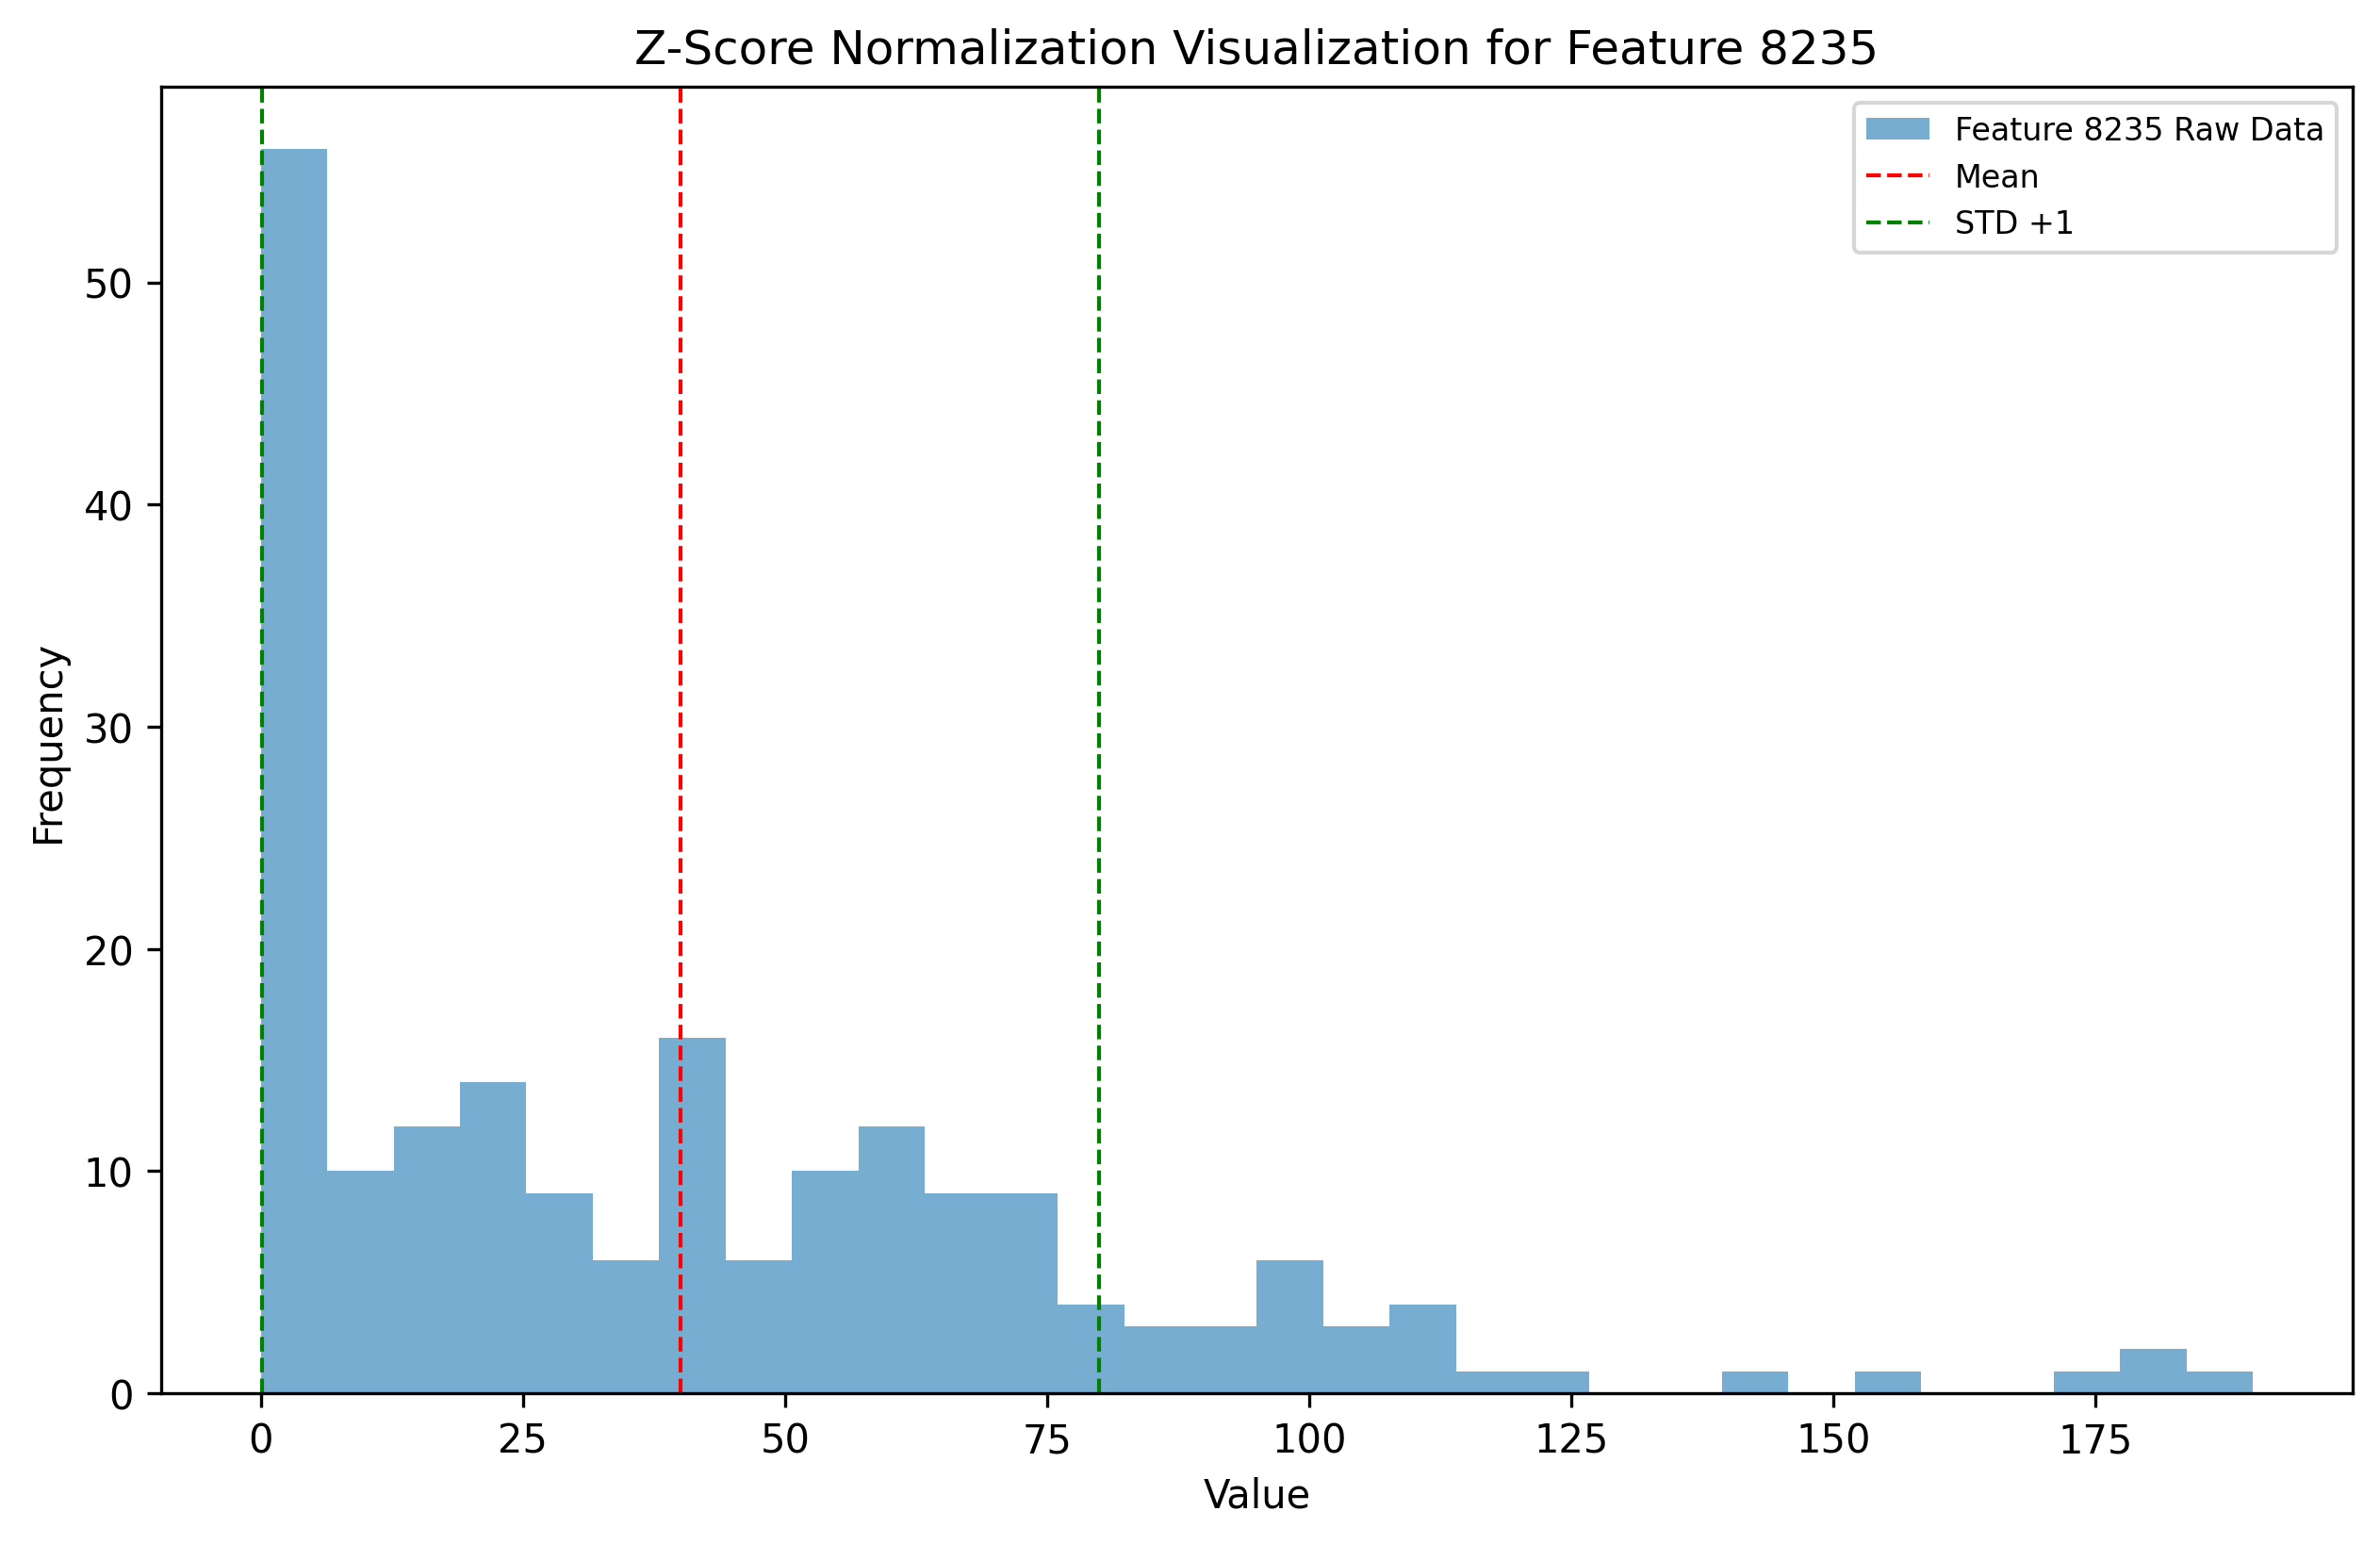 Z-Score Normalization Visualization for Feature 8235
Feature 8235 Raw Data
Mean
STD +1
50
40
30
20
10
0
Frequency
0 25 50 75 100 125 150 175
Value